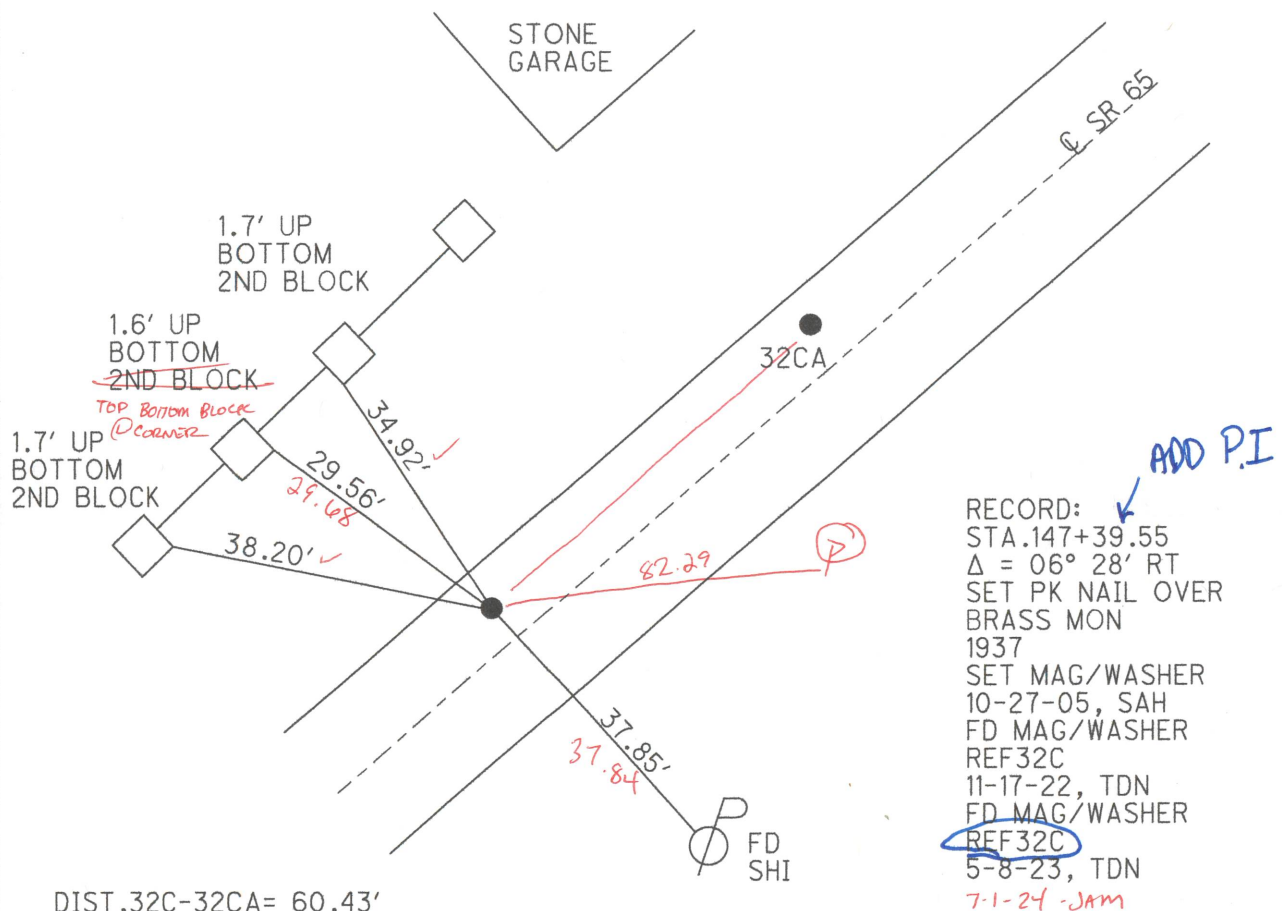 STONE
GARAGE
℄ SR 65
1.7' UP
BOTTOM
2ND BLOCK
1.6' UP
BOTTOM
2ND BLOCK
TOP BOTTOM BLOCK
@ CORNER
1.7' UP
BOTTOM
2ND BLOCK
32CA
34.92' ✓
29.56'
29.68
38.20' ✓
82.29
P
37.85'
37.84
FD
SHI
ADD P.I
RECORD:
STA.147+39.55
Δ = 06° 28' RT
SET PK NAIL OVER
BRASS MON
1937
SET MAG/WASHER
10-27-05, SAH
FD MAG/WASHER
REF32C
11-17-22, TDN
FD MAG/WASHER
REF32C
5-8-23, TDN
7-1-24 -JAM
DIST.32C-32CA= 60.43'